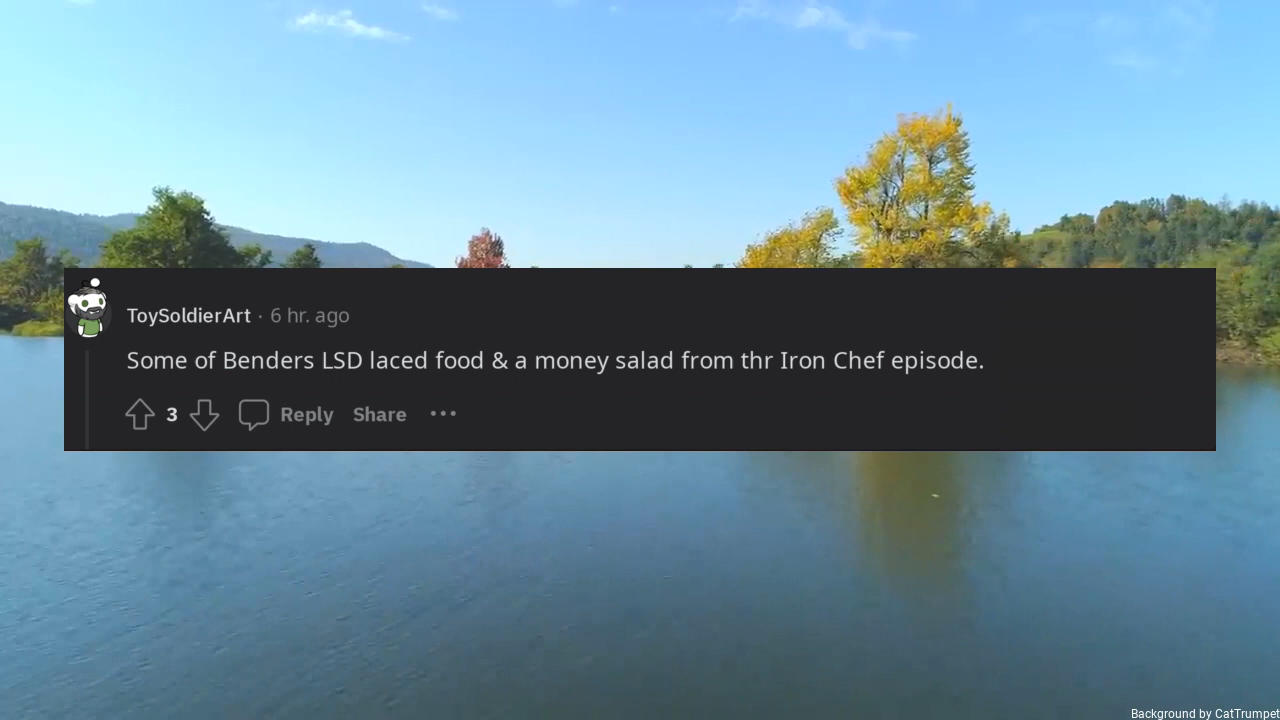 ToySoldierArt · 6 hr. ago
Some of Benders LSD laced food & a money salad from thr Iron Chef episode.
3 Reply Share ···
Background by CatTrumpet